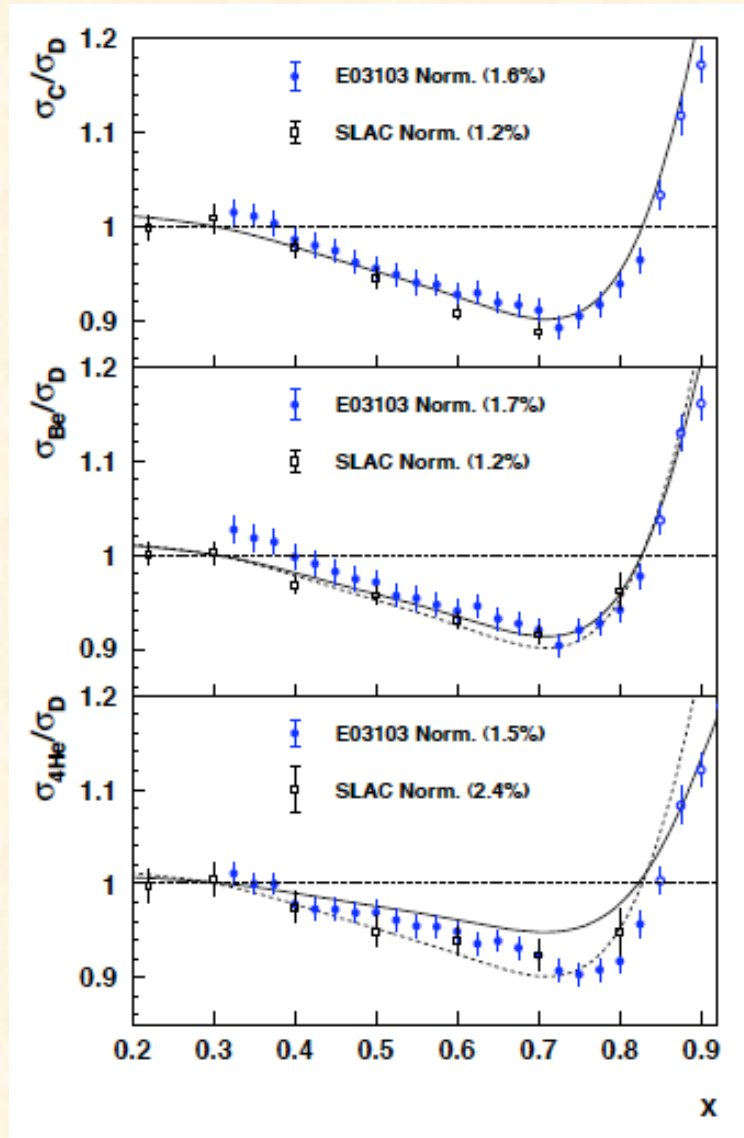 σC/σD
1.2
E03103 Norm. (1.6%)
1.1
SLAC Norm. (1.2%)
1
0.9
σBe/σD
1.2
E03103 Norm. (1.7%)
1.1
SLAC Norm. (1.2%)
1
0.9
σ4He/σD
1.2
E03103 Norm. (1.5%)
1.1
SLAC Norm. (2.4%)
1
0.9
0.2 0.3 0.4 0.5 0.6 0.7 0.8 0.9
x